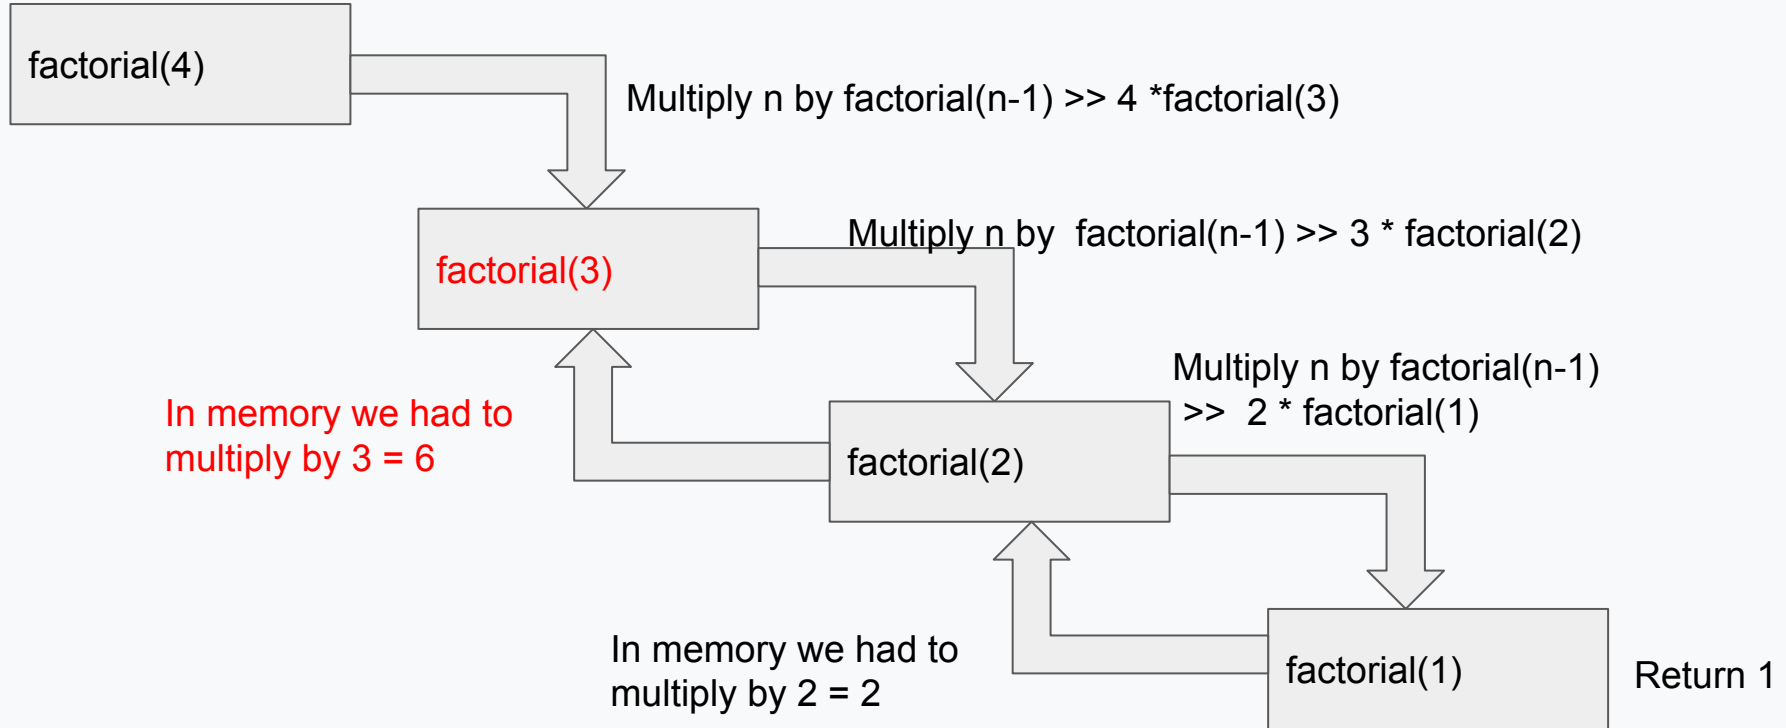 factorial(4)
Multiply n by factorial(n-1) >> 4 *factorial(3)
Multiply n by  factorial(n-1) >> 3 * factorial(2)
factorial(3)
Multiply n by factorial(n-1)
>>  2 * factorial(1)
In memory we had to
multiply by 3 = 6
factorial(2)
In memory we had to
multiply by 2 = 2
factorial(1)
Return 1